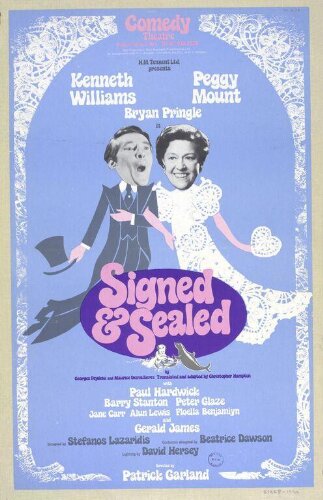 Comedy
Theatre
H.M. Tennent Ltd
presents
Kenneth Williams
Peggy Mount
Bryan Pringle
in
Signed
& Sealed
by
Georges Feydeau and Maurice Desvallieres Translated and adapted by Christopher Hampton
with
Paul Hardwick
Barry Stanton Peter Glaze
Jane Carr Alan Lewis Floella Benjamiyn
and
Gerald James
Designed by Stefanos Lazaridis Costumes designed by Beatrice Dawson
Lighting by David Hersey
Directed by
Patrick Garland